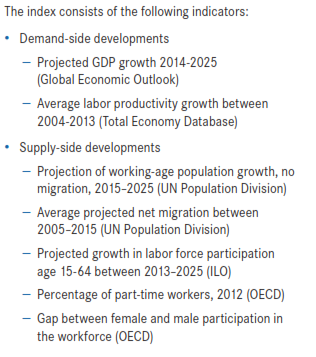 The index consists of the following indicators:
• Demand-side developments
– Projected GDP growth 2014-2025
(Global Economic Outlook)
– Average labor productivity growth between
2004-2013 (Total Economy Database)
• Supply-side developments
– Projection of working-age population growth, no
migration, 2015–2025 (UN Population Division)
– Average projected net migration between
2005–2015 (UN Population Division)
– Projected growth in labor force participation
age 15-64 between 2013–2025 (ILO)
– Percentage of part-time workers, 2012 (OECD)
– Gap between female and male participation in
the workforce (OECD)